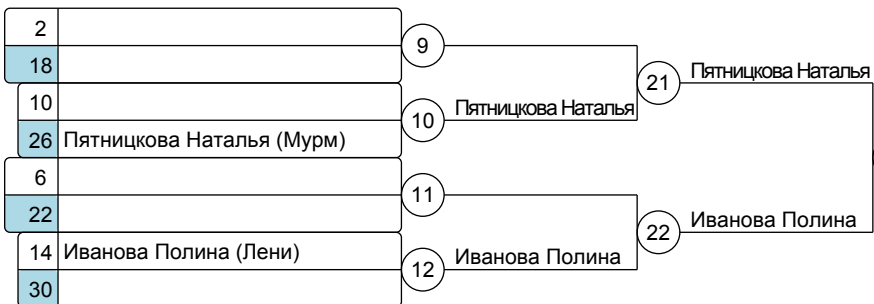 2
9
18
21 Пятницкова Наталья
10
10 Пятницкова Наталья
26 Пятницкова Наталья (Мурм)
6
11
22
22 Иванова Полина
14 Иванова Полина (Лени)
12 Иванова Полина
30